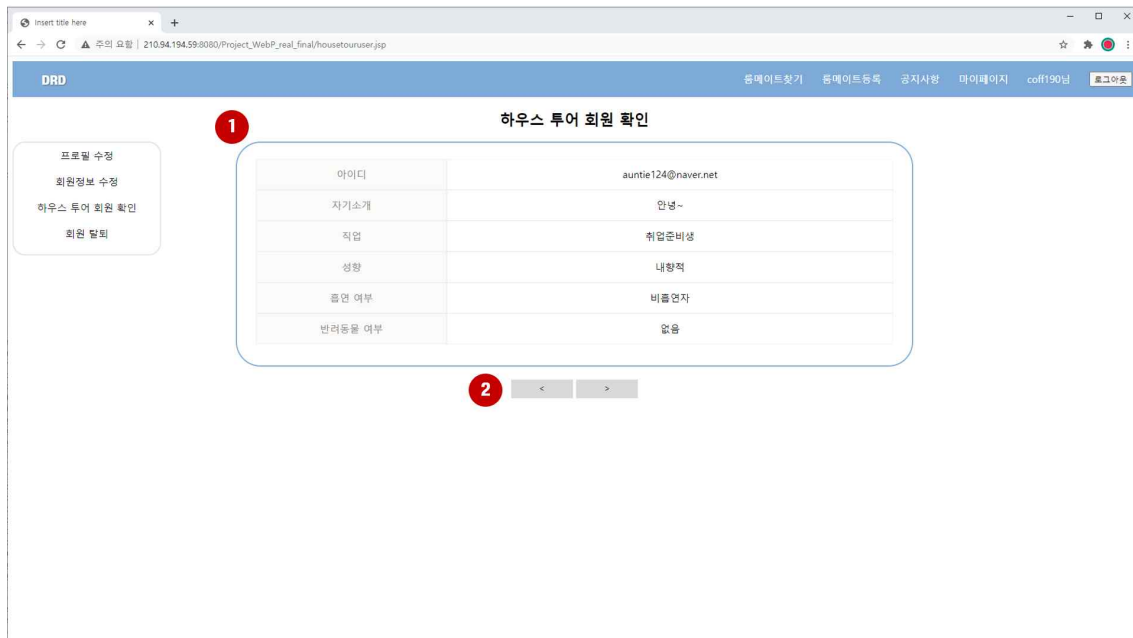 Insert title here
주의 요함 | 210.94.194.59:8080/Project_WebP_real_final/housetouruser.jsp
DRD 룸메이트찾기 룸메이트등록 공지사항 마이페이지 coff190님 로그아웃
하우스 투어 회원 확인
1
프로필 수정
회원정보 수정
하우스 투어 회원 확인
회원 탈퇴
아이디 auntie124@naver.net
자기소개 안녕~
직업 취업준비생
성향 내향적
흡연 여부 비흡연자
반려동물 여부 없음
2 < >